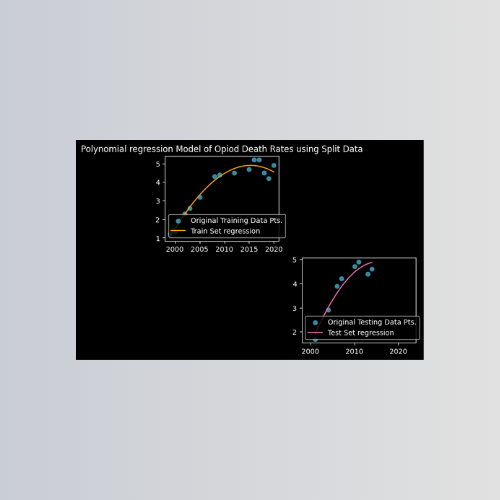 Polynomial regression Model of Opiod Death Rates using Split Data
5
4
3
2
1
Original Training Data Pts.
Train Set regression
2000 2005 2010 2015 2020
5
4
3
2
Original Testing Data Pts.
Test Set regression
2000 2010 2020